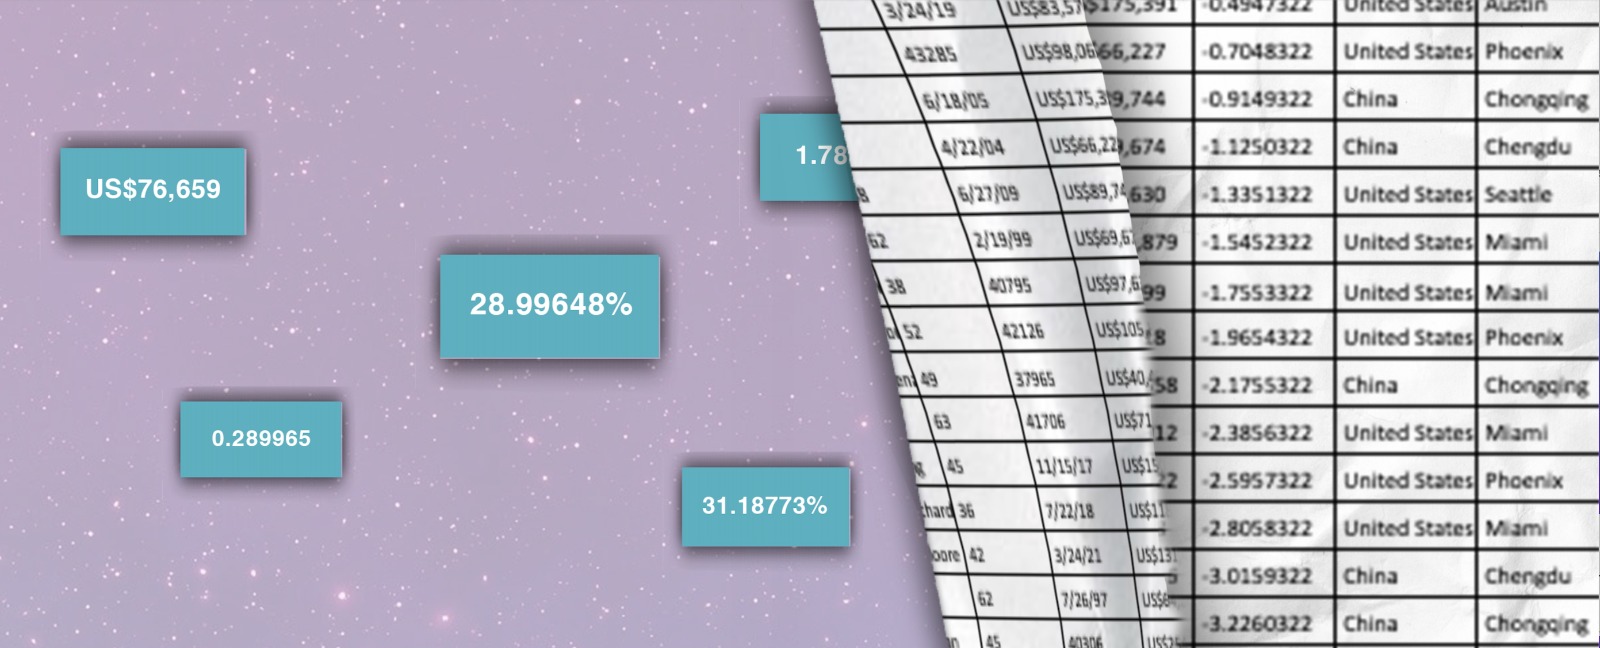 US$76,659
28.99648%
0.289965
31.18773%
1.78
3/24/19 US$83,57
43285 US$98,06
6/18/05 US$175,3
4/22/04 US$66,22
8 6/27/09 US$89,74
62 2/19/99 US$69,67
38 40795 US$97,6
52 42126 US$105
49 37965 US$40,
63 41706 US$71
45 11/15/17 US$15
36 7/22/18 US$11
oore 42 3/24/21 US$131
62 7/26/97 US$6
45 40306 US$2
$175,391 -0.4947322 United States Austin
66,227 -0.7048322 United States Phoenix
9,744 -0.9149322 China Chongqing
,674 -1.1250322 China Chengdu
630 -1.3351322 United States Seattle
,879 -1.5452322 United States Miami
99 -1.7553322 United States Miami
8 -1.9654322 United States Phoenix
58 -2.1755322 China Chongqing
12 -2.3856322 United States Miami
22 -2.5957322 United States Phoenix
-2.8058322 United States Miami
-3.0159322 China Chengdu
-3.2260322 China Chongqing